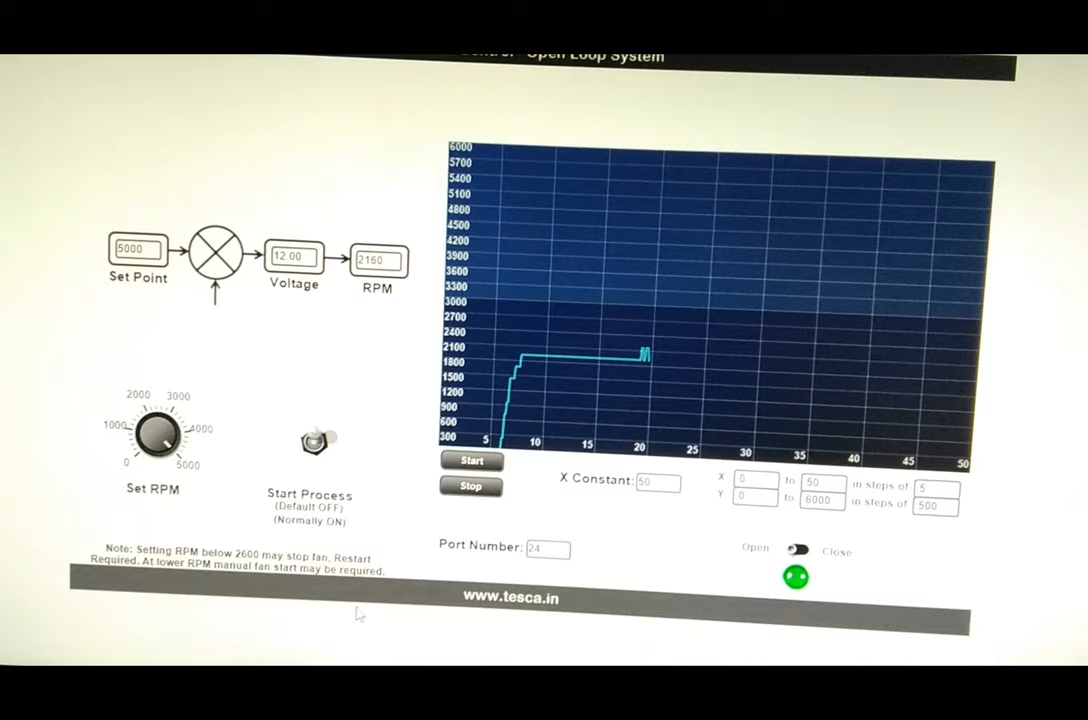 Open Loop System
6000
5700
5400
5100
4800
4500
4200
3900
3600
3300
3000
2700
2400
2100
1800
1500
1200
900
600
300
5 10 15 20 25 30 35 40 45 50
5000
12.00
2160
Set Point
Voltage
RPM
2000 3000
1000 4000
0 5000
Set RPM
Start Process
(Default OFF)
(Normally ON)
Start
Stop
X Constant: 50
X 0 to 50 in steps of 5
Y 0 to 6000 in steps of 500
Port Number: 24
Open Close
Note: Setting RPM below 2600 may stop fan, Restart
Required. At lower RPM manual fan start may be required.
www.tesca.in